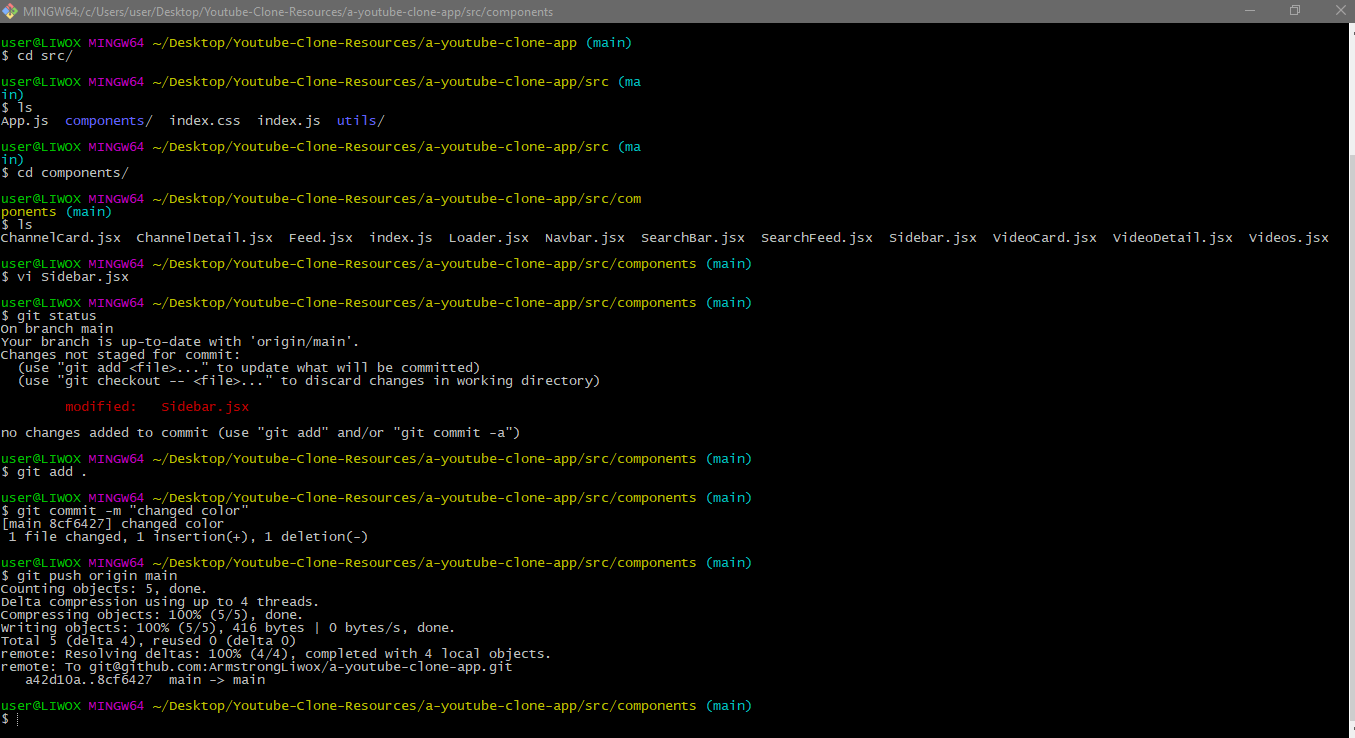 MINGW64:/c/Users/user/Desktop/Youtube-Clone-Resources/a-youtube-clone-app/src/components
user@LIWOX MINGW64 ~/Desktop/Youtube-Clone-Resources/a-youtube-clone-app (main)
$ cd src/
user@LIWOX MINGW64 ~/Desktop/Youtube-Clone-Resources/a-youtube-clone-app/src (ma
in)
$ ls
App.js  components/  index.css  index.js  utils/
user@LIWOX MINGW64 ~/Desktop/Youtube-Clone-Resources/a-youtube-clone-app/src (ma
in)
$ cd components/
user@LIWOX MINGW64 ~/Desktop/Youtube-Clone-Resources/a-youtube-clone-app/src/com
ponents (main)
$ ls
ChannelCard.jsx  ChannelDetail.jsx  Feed.jsx  index.js  Loader.jsx  Navbar.jsx  SearchBar.jsx  SearchFeed.jsx  Sidebar.jsx  VideoCard.jsx  VideoDetail.jsx  Videos.jsx
user@LIWOX MINGW64 ~/Desktop/Youtube-Clone-Resources/a-youtube-clone-app/src/components (main)
$ vi Sidebar.jsx
user@LIWOX MINGW64 ~/Desktop/Youtube-Clone-Resources/a-youtube-clone-app/src/components (main)
$ git status
On branch main
Your branch is up-to-date with 'origin/main'.
Changes not staged for commit:
  (use "git add <file>..." to update what will be committed)
  (use "git checkout -- <file>..." to discard changes in working directory)
        modified:   Sidebar.jsx
no changes added to commit (use "git add" and/or "git commit -a")
user@LIWOX MINGW64 ~/Desktop/Youtube-Clone-Resources/a-youtube-clone-app/src/components (main)
$ git add .
user@LIWOX MINGW64 ~/Desktop/Youtube-Clone-Resources/a-youtube-clone-app/src/components (main)
$ git commit -m "changed color"
[main 8cf6427] changed color
 1 file changed, 1 insertion(+), 1 deletion(-)
user@LIWOX MINGW64 ~/Desktop/Youtube-Clone-Resources/a-youtube-clone-app/src/components (main)
$ git push origin main
Counting objects: 5, done.
Delta compression using up to 4 threads.
Compressing objects: 100% (5/5), done.
Writing objects: 100% (5/5), 416 bytes | 0 bytes/s, done.
Total 5 (delta 4), reused 0 (delta 0)
remote: Resolving deltas: 100% (4/4), completed with 4 local objects.
remote: To git@github.com:ArmstrongLiwox/a-youtube-clone-app.git
   a42d10a..8cf6427  main -> main
user@LIWOX MINGW64 ~/Desktop/Youtube-Clone-Resources/a-youtube-clone-app/src/components (main)
$